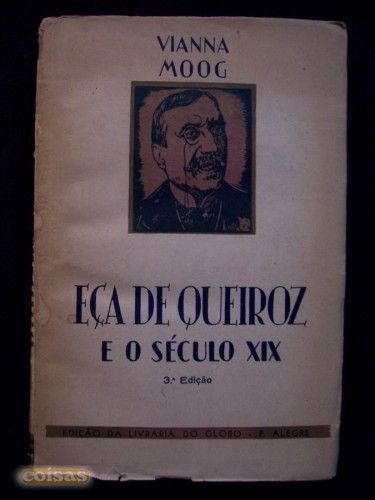 VIANNA
MOOG
EÇA DE QUEIROZ
E O SÉCULO XIX
3.ª Edição
EDIÇÃO DA LIVRARIA DO GLOBO - P. ALEGRE
coisas